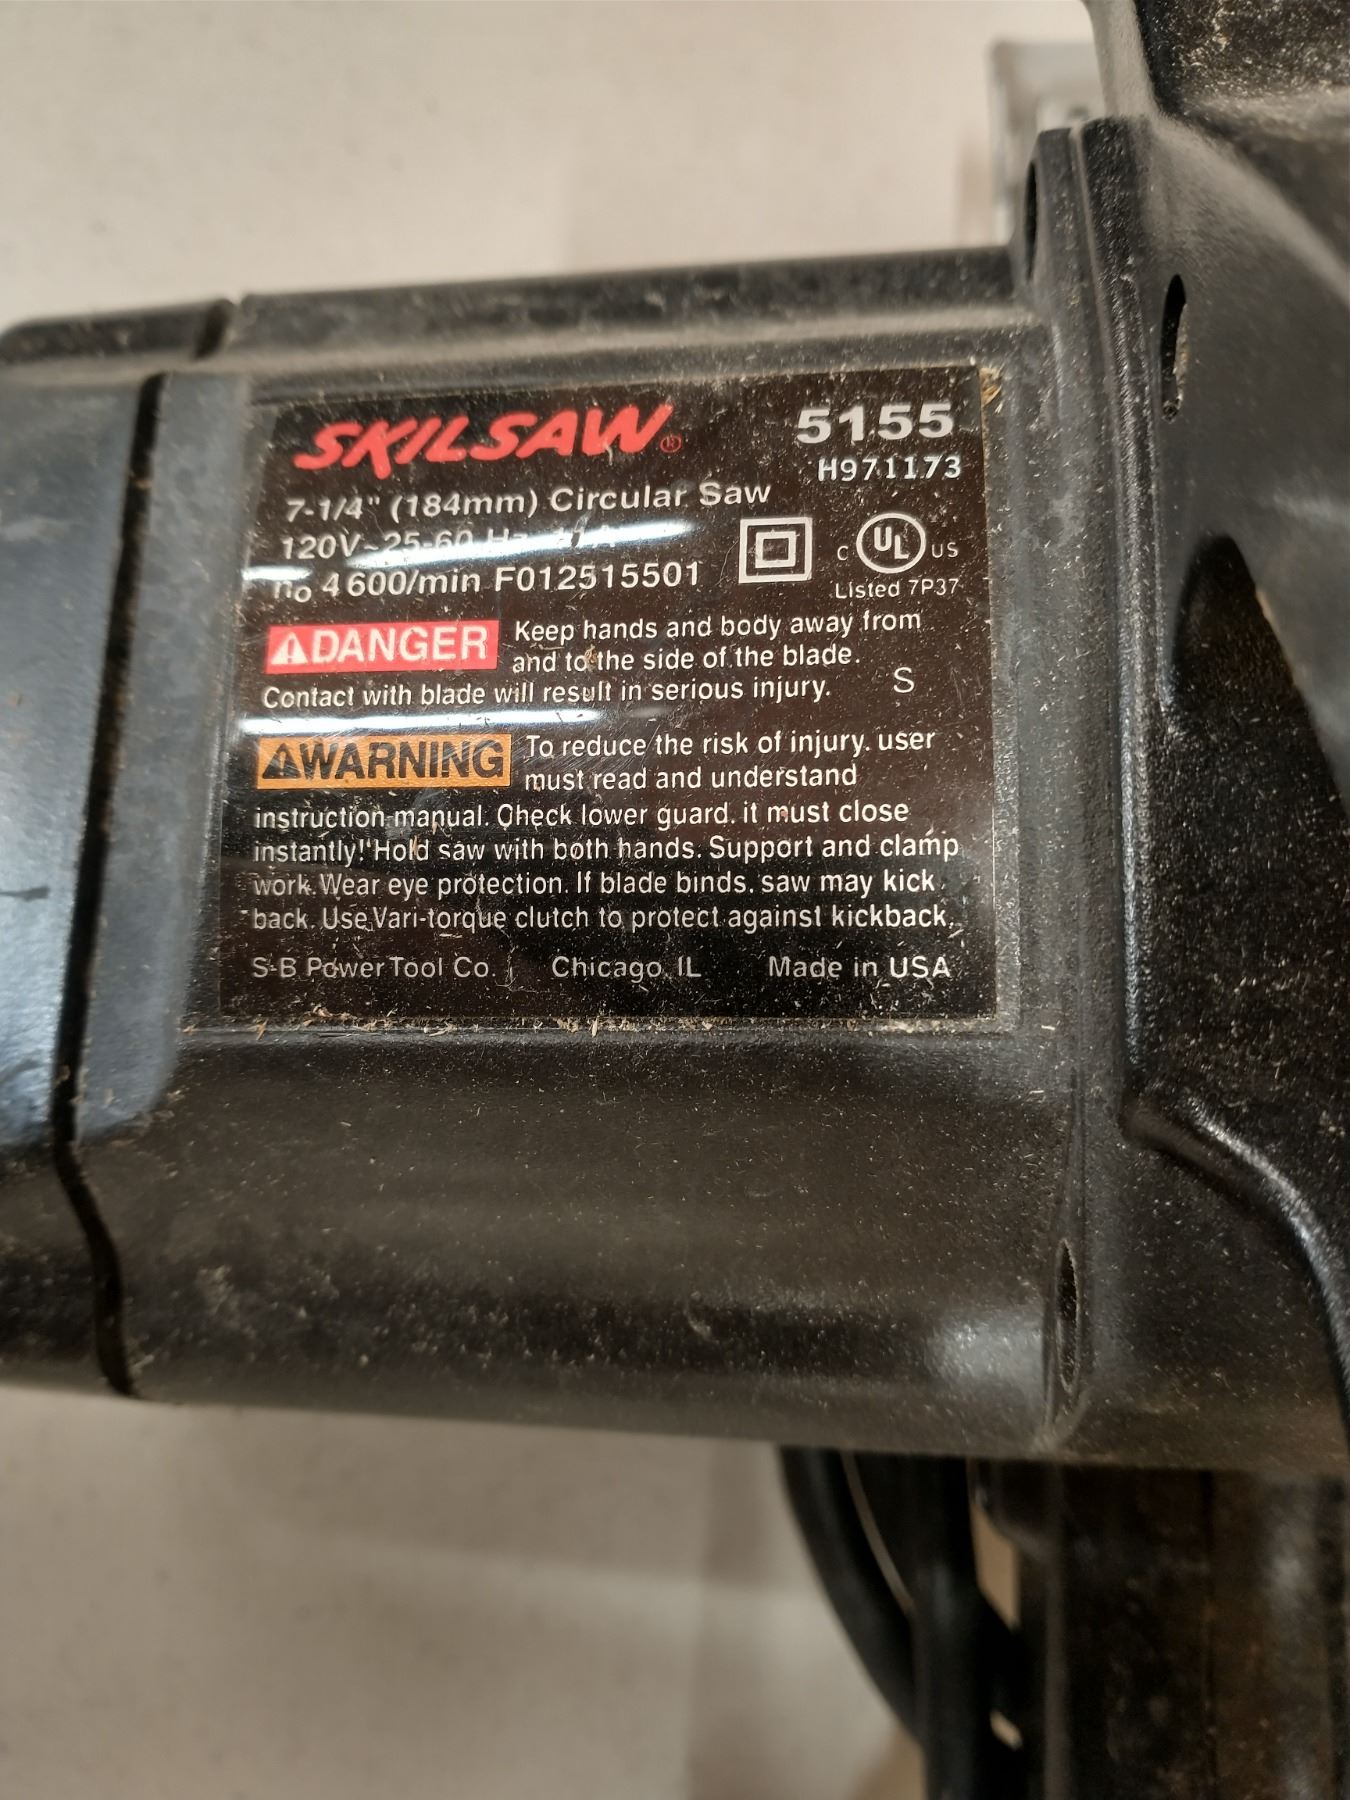 SKILSAW® 5155
H971173
7-1/4" (184mm) Circular Saw
120V~25-60 Hz
no 4600/min F012515501
C UL US
Listed 7P37
⚠DANGER Keep hands and body away from
and to the side of the blade.
Contact with blade will result in serious injury. S
⚠WARNING To reduce the risk of injury, user
must read and understand
instruction manual. Check lower guard, it must close
instantly! Hold saw with both hands. Support and clamp
work. Wear eye protection. If blade binds, saw may kick
back. Use Vari-torque clutch to protect against kickback.
S-B Power Tool Co. Chicago, IL Made in USA